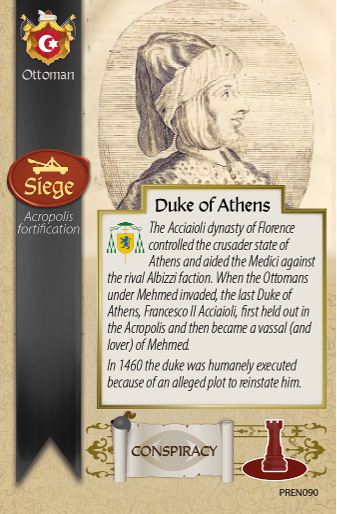 Ottoman
Siege
Acropolis
fortification
Duke of Athens
The Acciaioli dynasty of Florence
controlled the crusader state of
Athens and aided the Medici against
the rival Albizzi faction. When the Ottomans
under Mehmed invaded, the last Duke of
Athens, Francesco II Acciaioli, first held out in
the Acropolis and then became a vassal (and
lover) of Mehmed.
In 1460 the duke was humanely executed
because of an alleged plot to reinstate him.
CONSPIRACY
PREN090